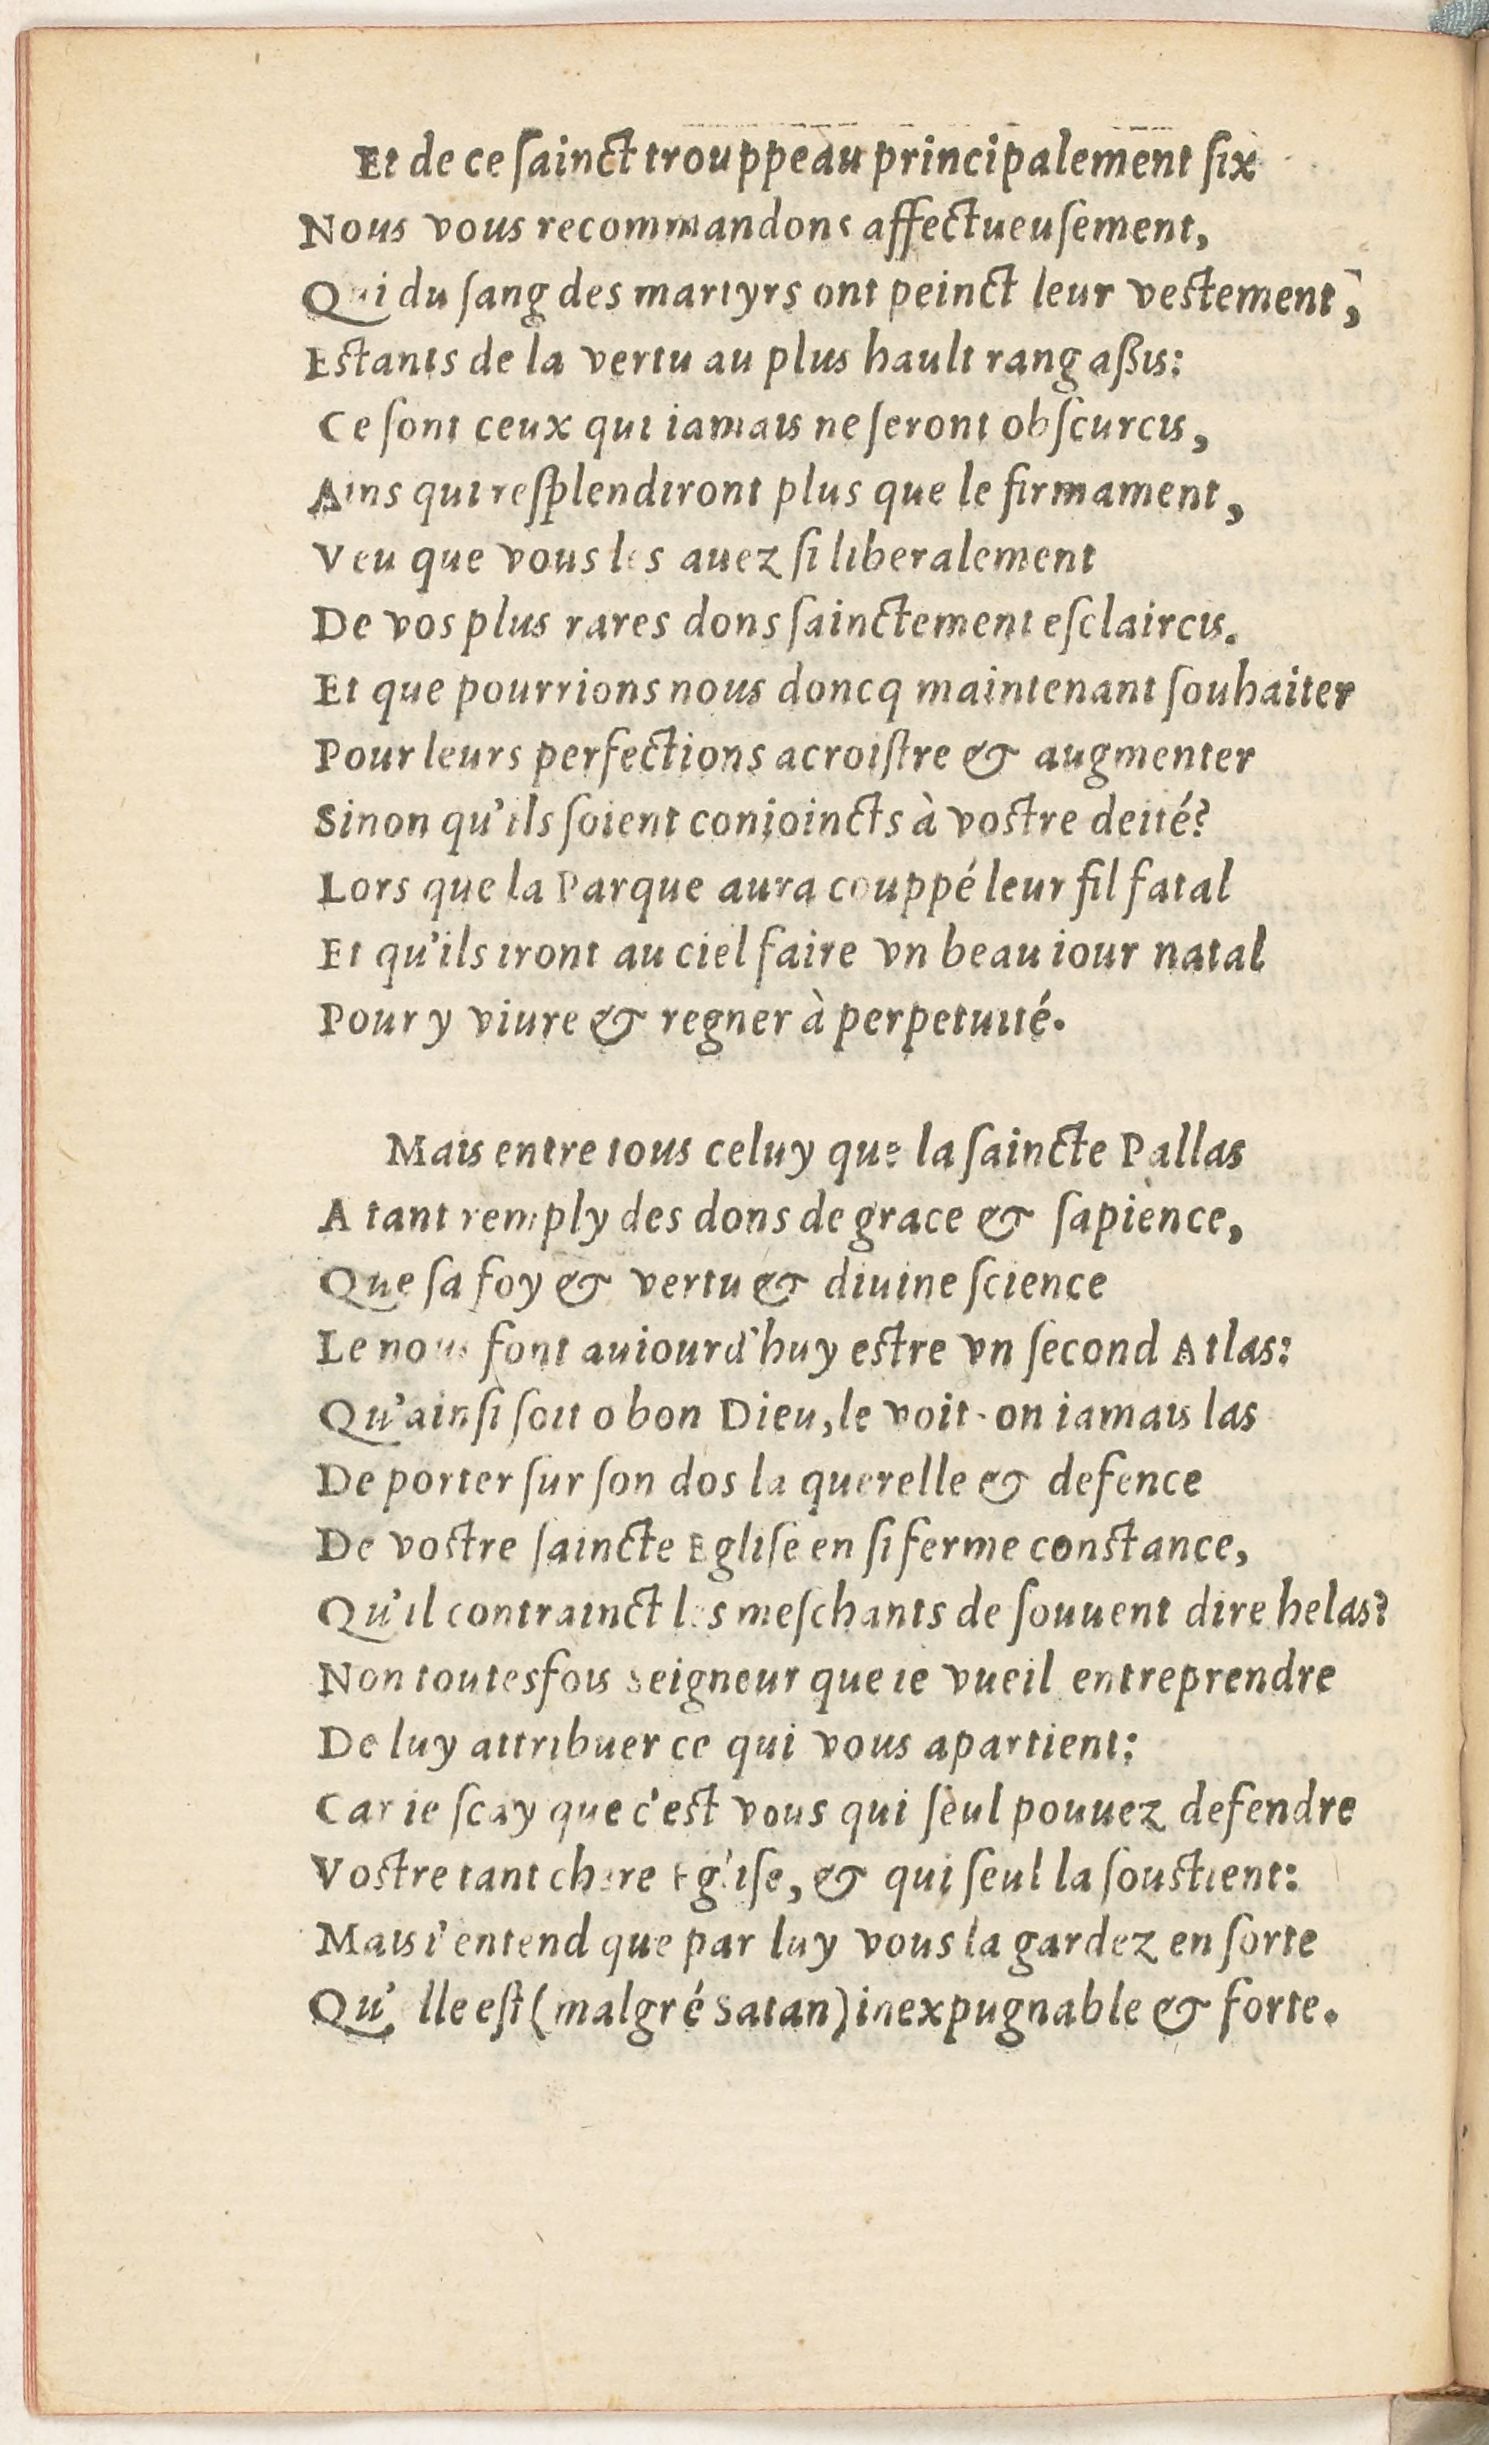 Et de ce ſainct trouppeau principalement ſix
Nous vous recommandons affectueuſement,
Qui du ſang des martyrs ont peinct leur veſtement,
Eſtants de la vertu au plus hault rang aßis:
Ce ſont ceux qui iamais ne ſeront obſcurcis,
Ains qui reſplendiront plus que le firmament,
Veu que vous les auez ſi liberalement
De vos plus rares dons ſainctement eſclaircis.
Et que pourrions nous doncq maintenant ſouhaiter
Pour leurs perfections acroiſtre & augmenter
Sinon qu'ils ſoient conioincts à voſtre deité?
Lors que la Parque aura couppé leur fil fatal
Et qu'ils iront au ciel faire vn beau iour natal
Pour y viure & regner à perpetuité.

Mais entre tous celuy que la ſaincte Pallas
A tant remply des dons de grace & ſapience,
Que ſa foy & vertu & diuine ſcience
Le nous font auiourd'huy eſtre vn ſecond Atlas:
Qu'ainſi ſoit o bon Dieu, le voit-on iamais las
De porter ſur ſon dos la querelle & defence
De voſtre ſaincte Egliſe en ſi ferme conſtance,
Qu'il contrainct les meſchants de ſouuent dire helas?
Non toutesfois Seigneur que ie vueil entreprendre
De luy attribuer ce qui vous apartient:
Car ie ſcay que c'eſt vous qui ſeul pouuez defendre
Voſtre tant chere Egliſe, & qui ſeul la ſouſtient:
Mais i'entend que par luy vous la gardez en ſorte
Qu' lle eſt (malgré Satan) inexpugnable & forte.